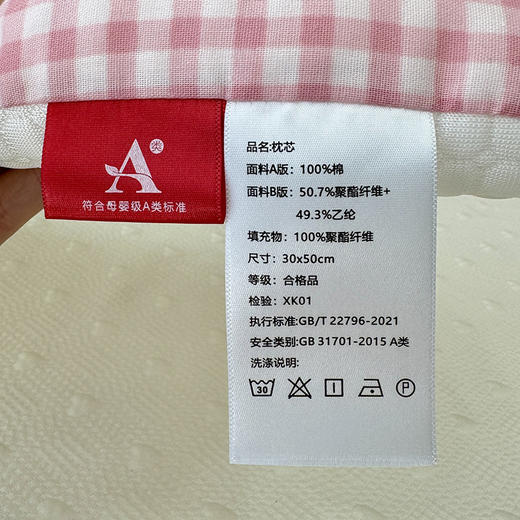 A类
符合母婴级A类标准
品名:枕芯
面料A版：100%棉
面料B版：50.7%聚酯纤维+
49.3%乙纶
填充物：100%聚酯纤维
尺寸：30x50cm
等级：合格品
检验：XK01
执行标准:GB/T 22796-2021
安全类别:GB 31701-2015 A类
洗涤说明:
30 P